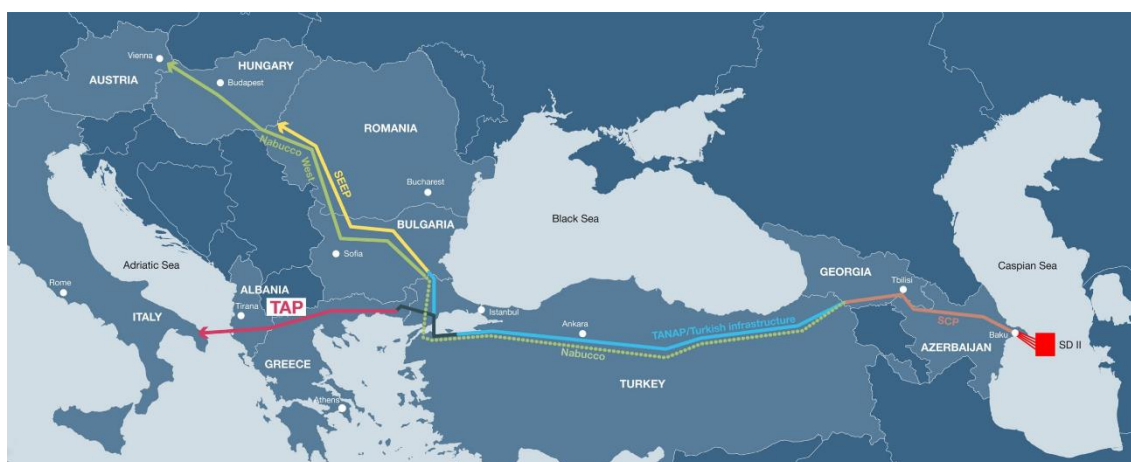 Vienna
AUSTRIA
HUNGARY
Budapest
ROMANIA
Nabucco West
SEEP
Bucharest
BULGARIA
Sofia
Black Sea
Caspian Sea
Adriatic Sea
Rome
ITALY
ALBANIA
Tirana
TAP
GREECE
Athens
Istanbul
Ankara
TANAP/Turkish infrastructure
Nabucco
TURKEY
GEORGIA
Tbilisi
SCP
AZERBAIJAN
Baku
SD II